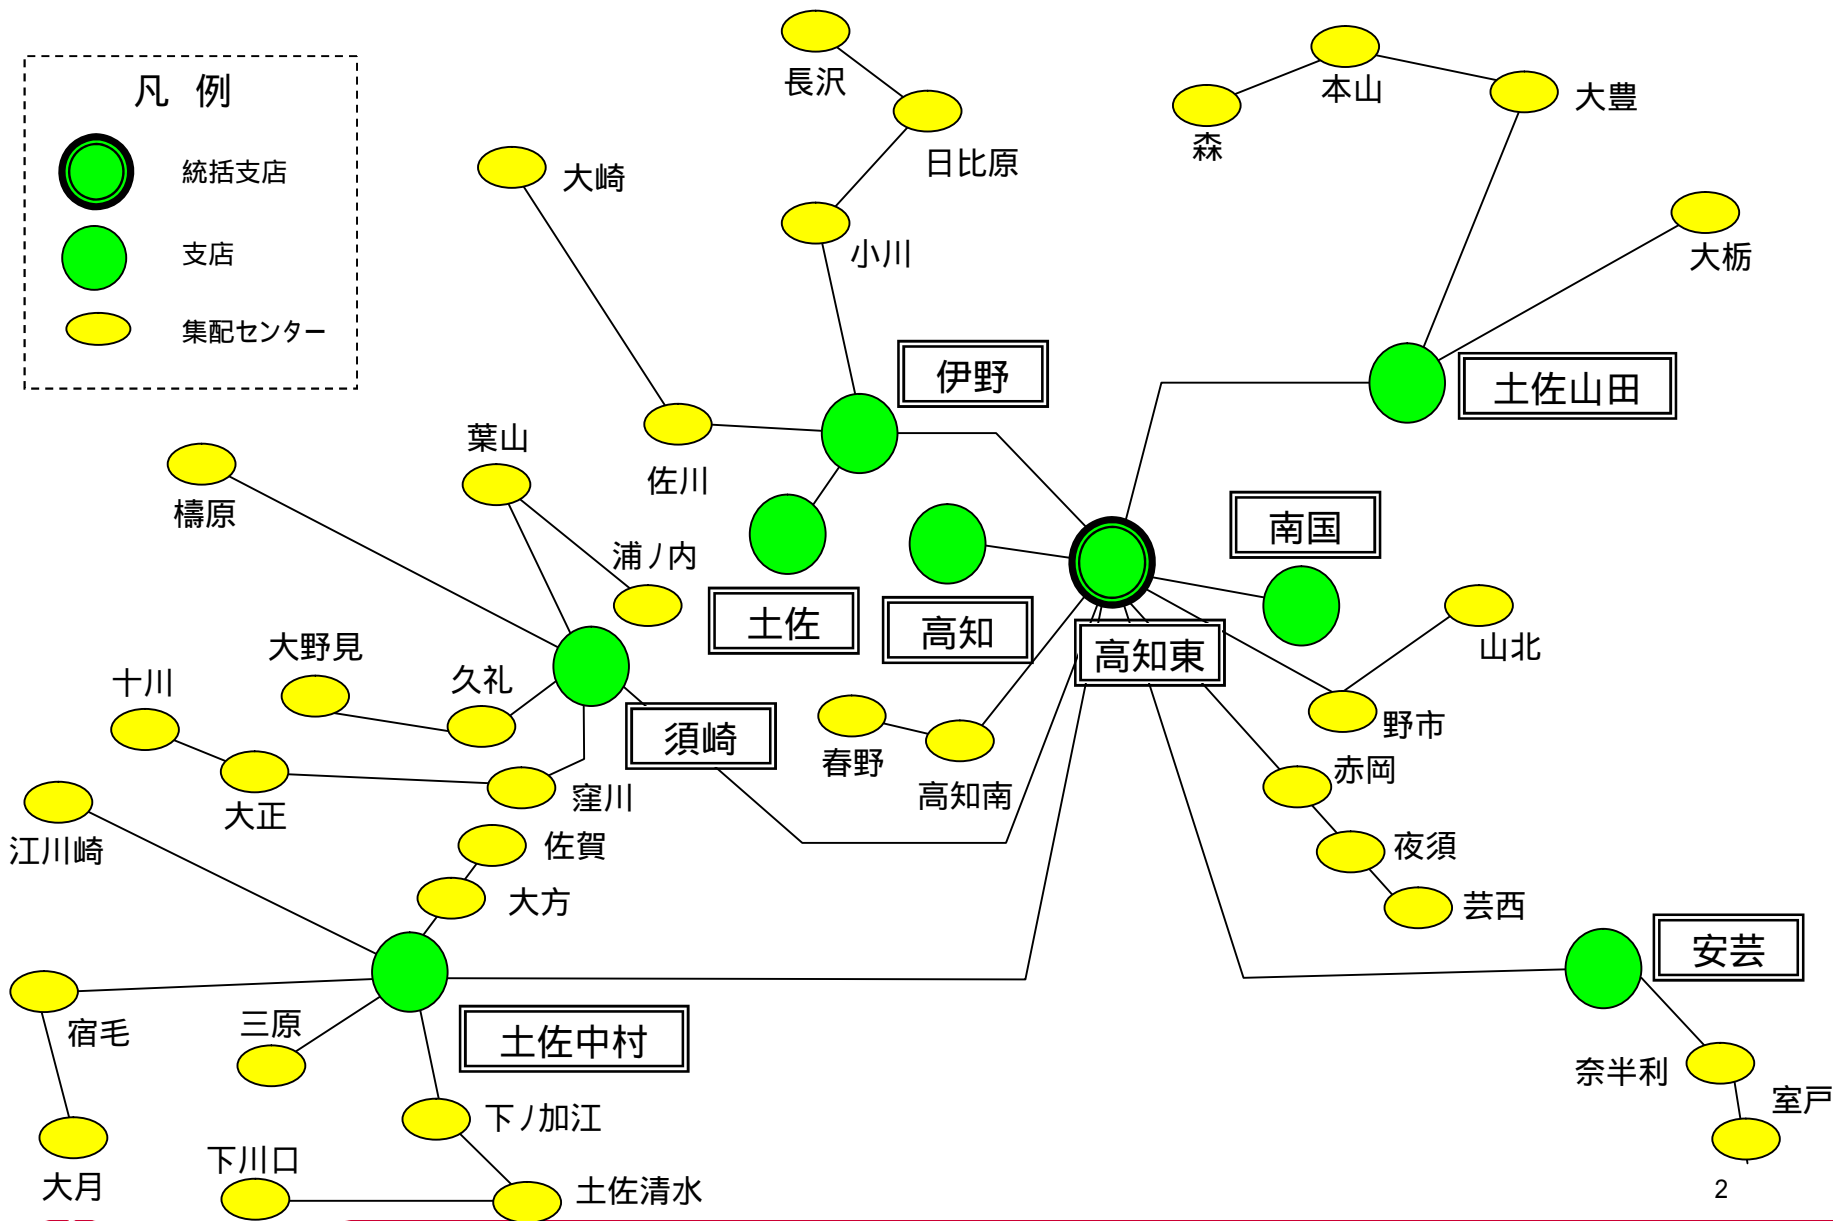 凡 例
統括支店
支店
集配センター
長沢
日比原
小川
大崎
本山
大豊
森
大栃
伊野
土佐山田
葉山
佐川
檮原
浦ノ内
南国
土佐
高知
高知東
山北
大野見
久礼
十川
須崎
春野
高知南
野市
赤岡
大正
窪川
江川崎
佐賀
夜須
大方
芸西
安芸
宿毛
三原
土佐中村
奈半利
室戸
下ノ加江
下川口
大月
土佐清水
2